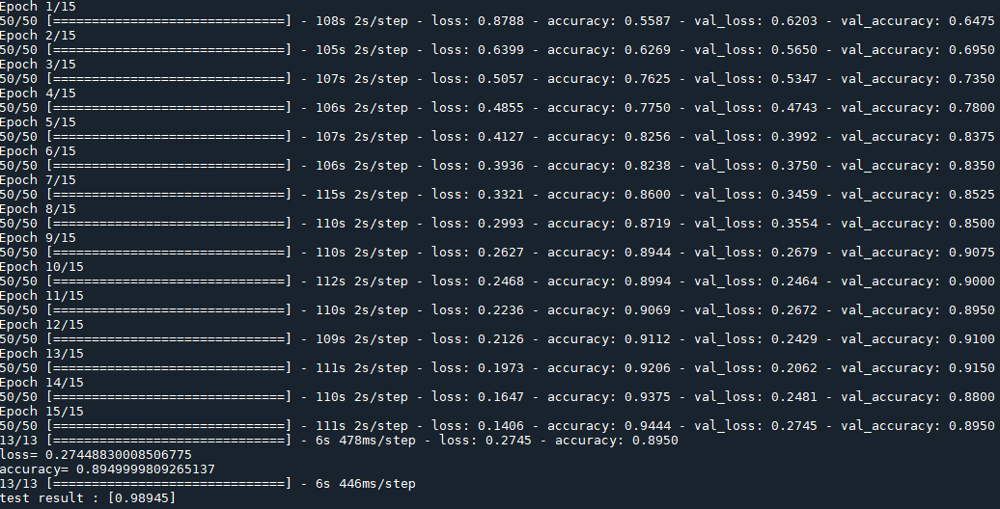 Epoch 1/15
50/50 [==============================] - 108s 2s/step - loss: 0.8788 - accuracy: 0.5587 - val_loss: 0.6203 - val_accuracy: 0.6475
Epoch 2/15
50/50 [==============================] - 105s 2s/step - loss: 0.6399 - accuracy: 0.6269 - val_loss: 0.5650 - val_accuracy: 0.6950
Epoch 3/15
50/50 [==============================] - 107s 2s/step - loss: 0.5057 - accuracy: 0.7625 - val_loss: 0.5347 - val_accuracy: 0.7350
Epoch 4/15
50/50 [==============================] - 106s 2s/step - loss: 0.4855 - accuracy: 0.7750 - val_loss: 0.4743 - val_accuracy: 0.7800
Epoch 5/15
50/50 [==============================] - 107s 2s/step - loss: 0.4127 - accuracy: 0.8256 - val_loss: 0.3992 - val_accuracy: 0.8375
Epoch 6/15
50/50 [==============================] - 106s 2s/step - loss: 0.3936 - accuracy: 0.8238 - val_loss: 0.3750 - val_accuracy: 0.8350
Epoch 7/15
50/50 [==============================] - 115s 2s/step - loss: 0.3321 - accuracy: 0.8600 - val_loss: 0.3459 - val_accuracy: 0.8525
Epoch 8/15
50/50 [==============================] - 110s 2s/step - loss: 0.2993 - accuracy: 0.8719 - val_loss: 0.3554 - val_accuracy: 0.8500
Epoch 9/15
50/50 [==============================] - 110s 2s/step - loss: 0.2627 - accuracy: 0.8944 - val_loss: 0.2679 - val_accuracy: 0.9075
Epoch 10/15
50/50 [==============================] - 112s 2s/step - loss: 0.2468 - accuracy: 0.8994 - val_loss: 0.2464 - val_accuracy: 0.9000
Epoch 11/15
50/50 [==============================] - 110s 2s/step - loss: 0.2236 - accuracy: 0.9069 - val_loss: 0.2672 - val_accuracy: 0.8950
Epoch 12/15
50/50 [==============================] - 109s 2s/step - loss: 0.2126 - accuracy: 0.9112 - val_loss: 0.2429 - val_accuracy: 0.9100
Epoch 13/15
50/50 [==============================] - 111s 2s/step - loss: 0.1973 - accuracy: 0.9206 - val_loss: 0.2062 - val_accuracy: 0.9150
Epoch 14/15
50/50 [==============================] - 110s 2s/step - loss: 0.1647 - accuracy: 0.9375 - val_loss: 0.2481 - val_accuracy: 0.8800
Epoch 15/15
50/50 [==============================] - 111s 2s/step - loss: 0.1406 - accuracy: 0.9444 - val_loss: 0.2745 - val_accuracy: 0.8950
13/13 [==============================] - 6s 478ms/step - loss: 0.2745 - accuracy: 0.8950
loss= 0.27448830008506775
accuracy= 0.8949999809265137
13/13 [==============================] - 6s 446ms/step
test result : [0.98945]